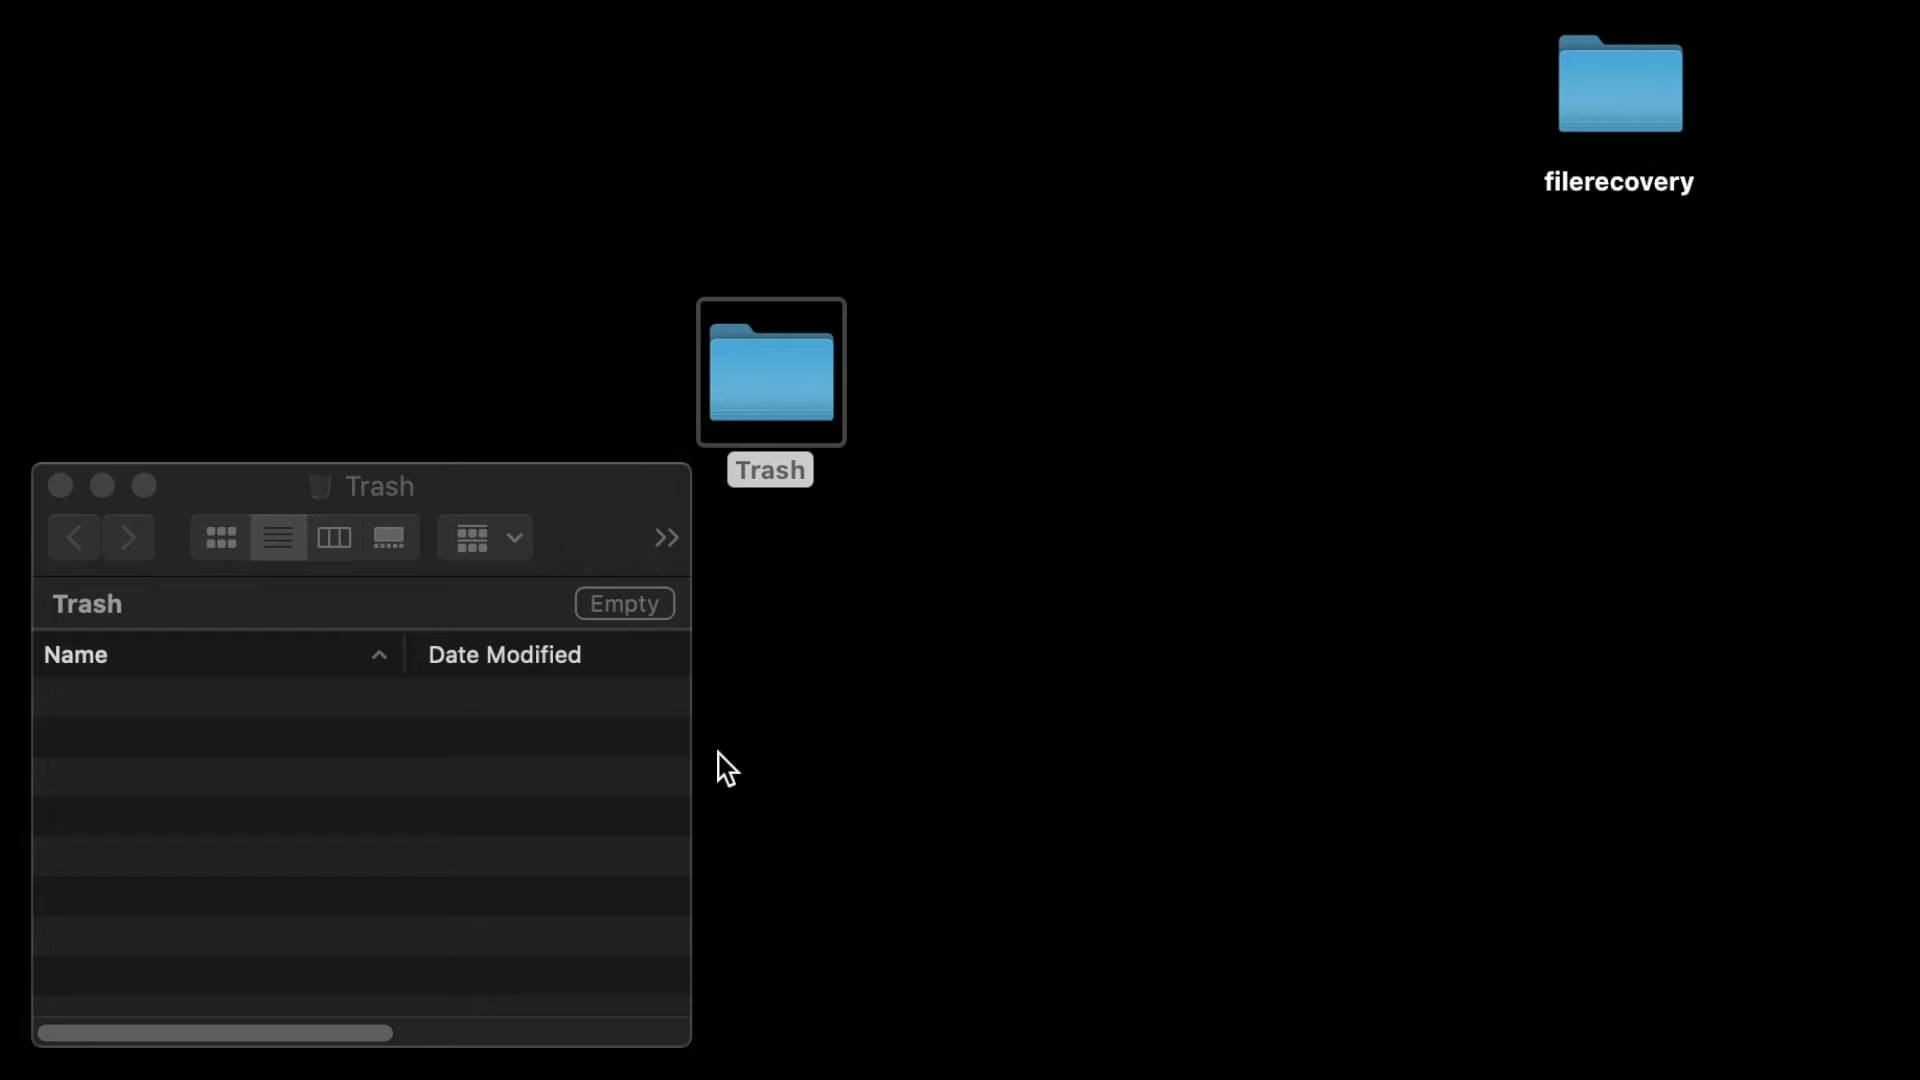 filerecovery
Trash
Trash
Trash Empty
Name Date Modified